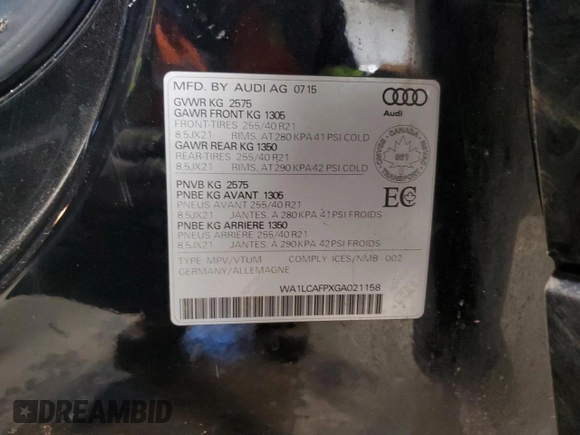 MFD. BY AUDI AG 07 15
GVWR KG 2575
GAWR FRONT KG 1305
FRONT-TIRES 255/40 R21
8.5JX21 RIMS. AT 280 KPA 41 PSI COLD
GAWR REAR KG 1350
REAR-TIRES 255/40 R21
8.5JX21 RIMS. AT 290 KPA 42 PSI COLD
PNVB KG 2575
PNBE KG AVANT 1305
PNEUS AVANT 255/40 R21
8.5JX21 JANTES. A 280 KPA 41 PSI FROIDS
PNBE KG ARRIERE 1350
PNEUS ARRIERE 255/40 R21
8.5JX21 JANTES. A 290 KPA 42 PSI FROIDS
TYPE MPV/VTUM COMPLY ICES/NMB-002
GERMANY/ALLEMAGNE
WA1LCAFPXGA021158
Audi
CANADA
TRANSPORT
EC
DREAMBID